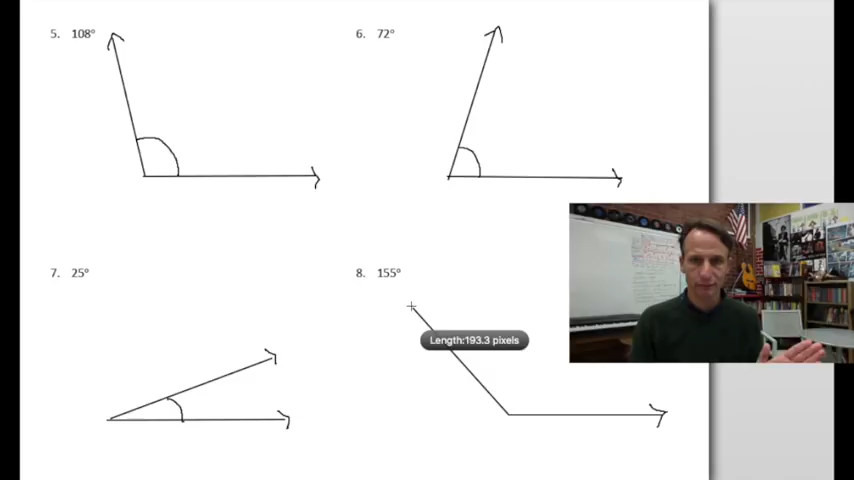 5. 108°
6. 72°
7. 25°
8. 155°
Length:193.3 pixels